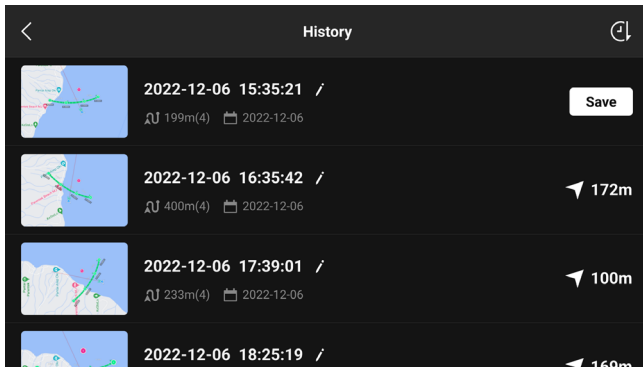 History
2022-12-06 15:35:21
Save
199m(4) 2022-12-06
2022-12-06 16:35:42
172m
400m(4) 2022-12-06
2022-12-06 17:39:01
100m
233m(4) 2022-12-06
2022-12-06 18:25:19
169m